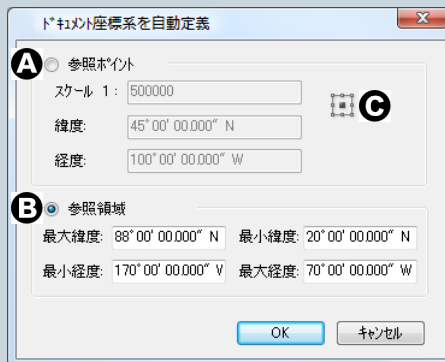 ドキュメント座標系を自動定義
A 参照ポイント
スケール 1: 500000
C
緯度: 45°00' 00.000" N
経度: 100°00' 00.000" W
B 参照領域
最大緯度: 88°00' 00.000" N 最小緯度: 20°00' 00.000" N
最小経度: 170°00' 00.000" V 最大経度: 70°00' 00.000" W
OK キャンセル